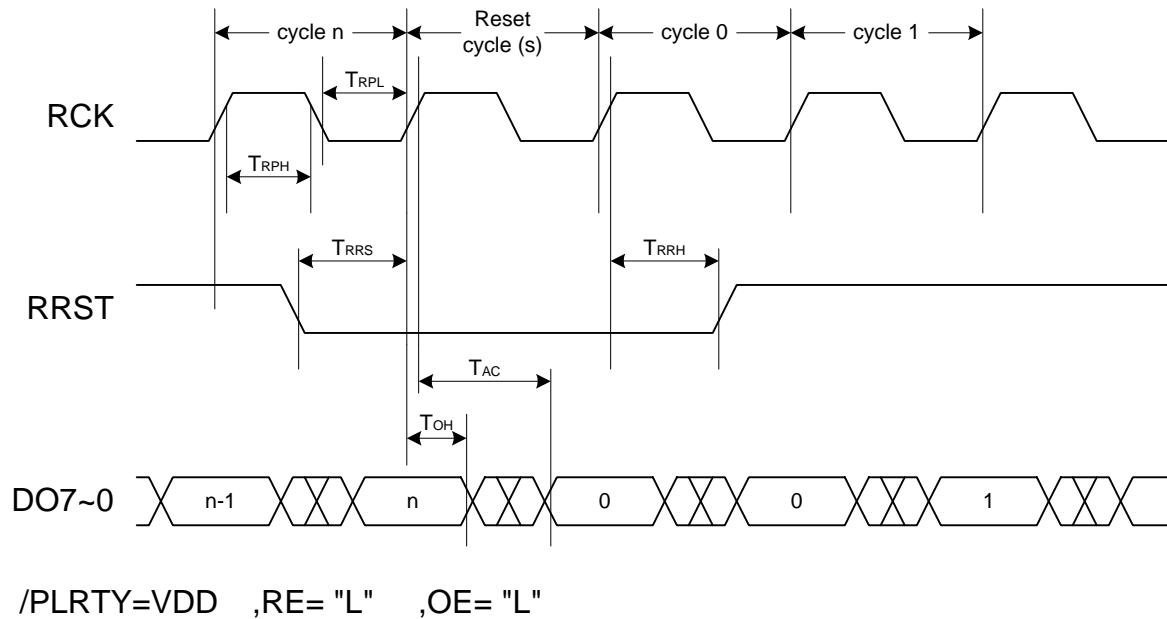 cycle n
Reset
cycle (s)
cycle 0
cycle 1
TRPL
RCK
TRPH
TRRS
TRRH
RRST
TAC
TOH
DO7~0
n-1
n
0
0
1
/PLRTY=VDD ,RE= "L" ,OE= "L"